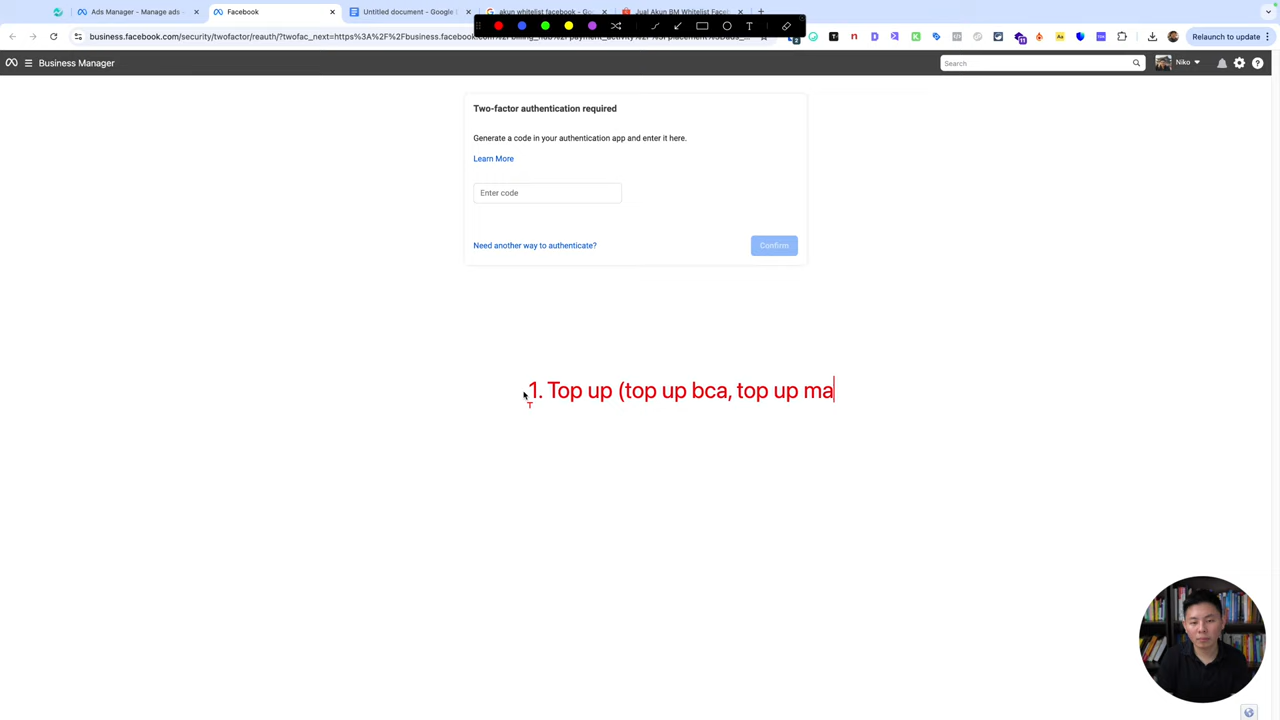 Ads Manager - Manage ads -
Facebook
Untitled document - Google
akun whitelist facebook - Go
Jual Akun BM Whitelist Face
T
business.facebook.com/security/twofactor/reauth/?twofac_next=https%3A%2F%2Fbusiness.facebook.com%2F
Relaunch to update
Business Manager
Search
Niko
Two-factor authentication required
Generate a code in your authentication app and enter it here.
Learn More
Enter code
Need another way to authenticate?
Confirm
1. Top up (top up bca, top up ma
T